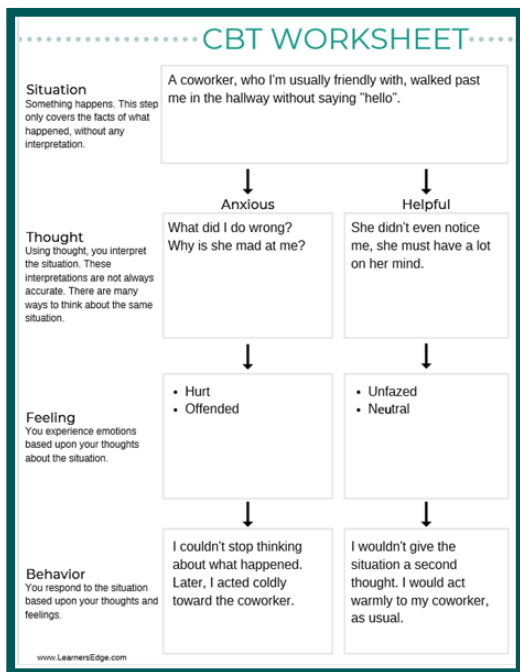 CBT WORKSHEET
Situation
Something happens. This step
only covers the facts of what
happened, without any
interpretation.
A coworker, who I'm usually friendly with, walked past
me in the hallway without saying "hello".
Anxious
Helpful
Thought
Using thought, you interpret
the situation. These
interpretations are not always
accurate. There are many
ways to think about the same
situation.
What did I do wrong?
Why is she mad at me?
She didn't even notice
me, she must have a lot
on her mind.
Feeling
You experience emotions
based upon your thoughts
about the situation.
• Hurt
• Offended
• Unfazed
• Neutral
Behavior
You respond to the situation
based upon your thoughts and
feelings.
I couldn't stop thinking
about what happened.
Later, I acted coldly
toward the coworker.
I wouldn't give the
situation a second
thought. I would act
warmly to my coworker,
as usual.
www.LearnersEdge.com